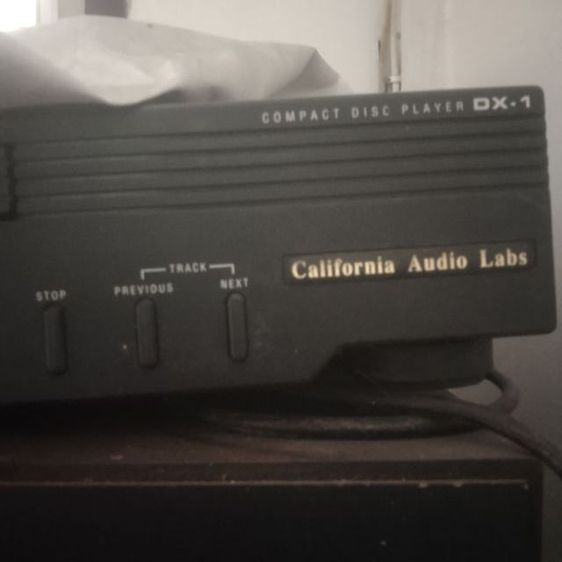 COMPACT DISC PLAYER DX-1
California Audio Labs
TRACK
STOP
PREVIOUS
NEXT